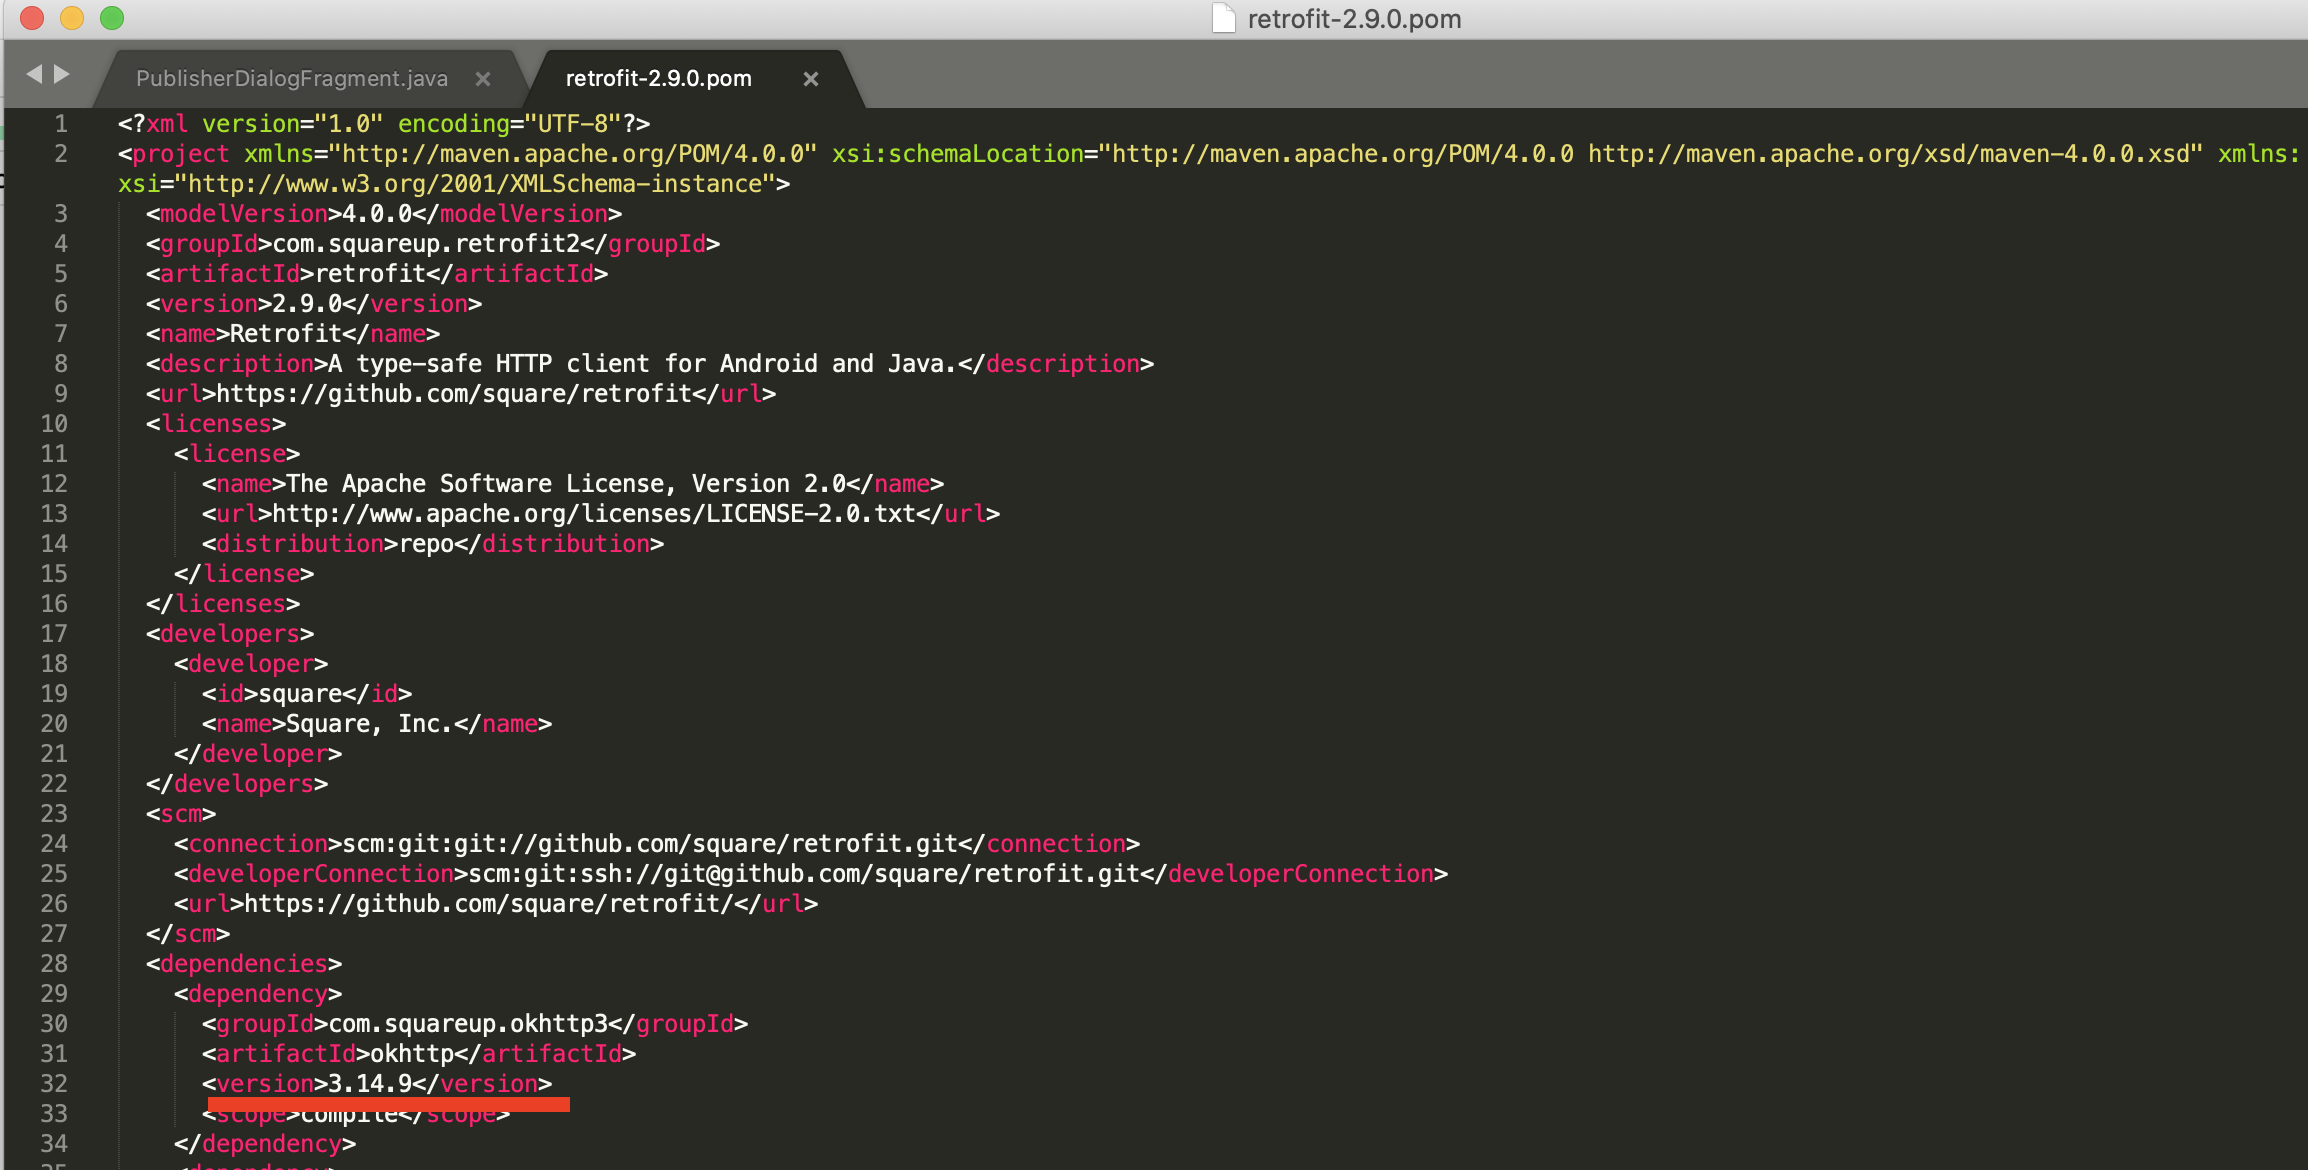 retrofit-2.9.0.pom
PublisherDialogFragment.java
retrofit-2.9.0.pom
1 <?xml version="1.0" encoding="UTF-8"?>
2 <project xmlns="http://maven.apache.org/POM/4.0.0" xsi:schemaLocation="http://maven.apache.org/POM/4.0.0 http://maven.apache.org/xsd/maven-4.0.0.xsd" xmlns:
xsi="http://www.w3.org/2001/XMLSchema-instance">
3 <modelVersion>4.0.0</modelVersion>
4 <groupId>com.squareup.retrofit2</groupId>
5 <artifactId>retrofit</artifactId>
6 <version>2.9.0</version>
7 <name>Retrofit</name>
8 <description>A type-safe HTTP client for Android and Java.</description>
9 <url>https://github.com/square/retrofit</url>
10 <licenses>
11 <license>
12 <name>The Apache Software License, Version 2.0</name>
13 <url>http://www.apache.org/licenses/LICENSE-2.0.txt</url>
14 <distribution>repo</distribution>
15 </license>
16 </licenses>
17 <developers>
18 <developer>
19 <id>square</id>
20 <name>Square, Inc.</name>
21 </developer>
22 </developers>
23 <scm>
24 <connection>scm:git:git://github.com/square/retrofit.git</connection>
25 <developerConnection>scm:git:ssh://git@github.com/square/retrofit.git</developerConnection>
26 <url>https://github.com/square/retrofit/</url>
27 </scm>
28 <dependencies>
29 <dependency>
30 <groupId>com.squareup.okhttp3</groupId>
31 <artifactId>okhttp</artifactId>
32 <version>3.14.9</version>
33 <scope>compile</scope>
34 </dependency>
35 <dependency>